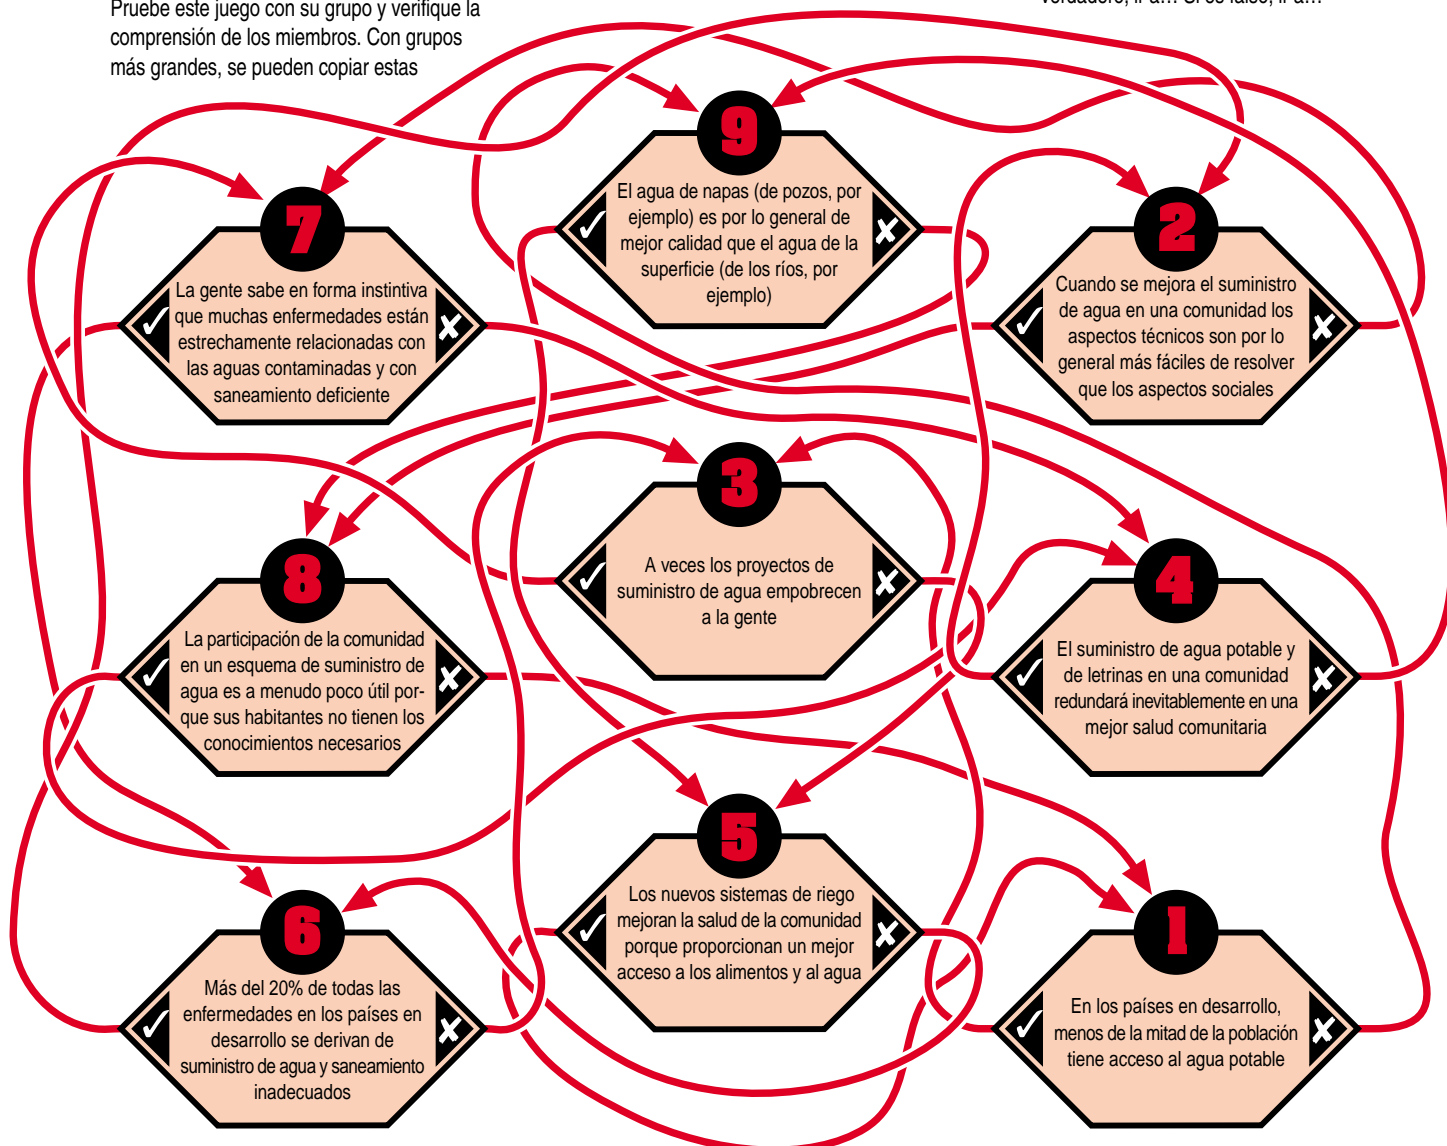 Pruebe este juego con su grupo y verifique la
comprensión de los miembros. Con grupos
más grandes, se pueden copiar estas
verdadero, ir a… Si es falso, ir a…
9
El agua de napas (de pozos, por
ejemplo) es por lo general de
mejor calidad que el agua de la
superficie (de los ríos, por
ejemplo)
7
La gente sabe en forma instintiva
que muchas enfermedades están
estrechamente relacionadas con
las aguas contaminadas y con
saneamiento deficiente
2
Cuando se mejora el suministro
de agua en una comunidad los
aspectos técnicos son por lo
general más fáciles de resolver
que los aspectos sociales
3
A veces los proyectos de
suministro de agua empobrecen
a la gente
8
La participación de la comunidad
en un esquema de suministro de
agua es a menudo poco útil por-
que sus habitantes no tienen los
conocimientos necesarios
4
El suministro de agua potable y
de letrinas en una comunidad
redundará inevitablemente en una
mejor salud comunitaria
5
Los nuevos sistemas de riego
mejoran la salud de la comunidad
porque proporcionan un mejor
acceso a los alimentos y al agua
6
Más del 20% de todas las
enfermedades en los países en
desarrollo se derivan de
suministro de agua y saneamiento
inadecuados
1
En los países en desarrollo,
menos de la mitad de la población
tiene acceso al agua potable